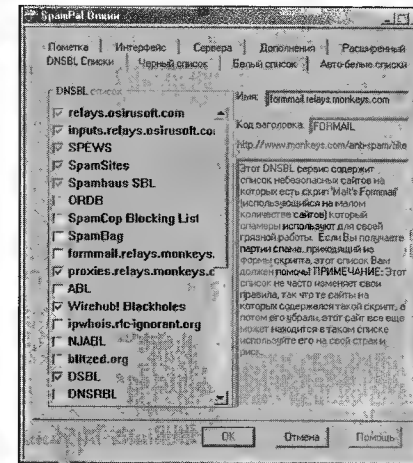 SpamPal Опции
Пометка Интерфейс Сервера Дополнения Расширенный
DNSBL Списки Черный список Белый список Авто-белые списки
DNSBL списки
relays.osirusoft.com
inputs.relays.osirusoft.co
SPEWS
SpamSites
Spamhaus SBL
ORDB
SpamCop Blocking List
SpamBag
formmail.relays.monkeys.
proxies.relays.monkeys.c
ABL
Wirehub! Blackholes
ipwhois.rfc-ignorant.org
NJABL
blitzed.org
DSBL
DNSRBL
Имя: formmail.relays.monkeys.com
Код заголовка: FORMAIL
http://www.monkeys.com/anti-spam/filte
Этот DNSBL сервис содержит
список небезопасных сайтов на
которых есть скрип 'Matt's Formmail'
(использующийся на малом
количестве сайтов) который
спамеры используют для своей
грязной работы. Если Вы получаете
партии спама, приходящий из
формы скрипта, этот список Вам
должен помочь! ПРИМЕЧАНИЕ: Этот
список не часто изменяет свои
правила, так что те сайты на
которых содержался такой скрипт, а
потом его убрали, этот сайт все еще
может находится в таком списке
используйте его на свой страх и
риск.
OK Отмена Помощь